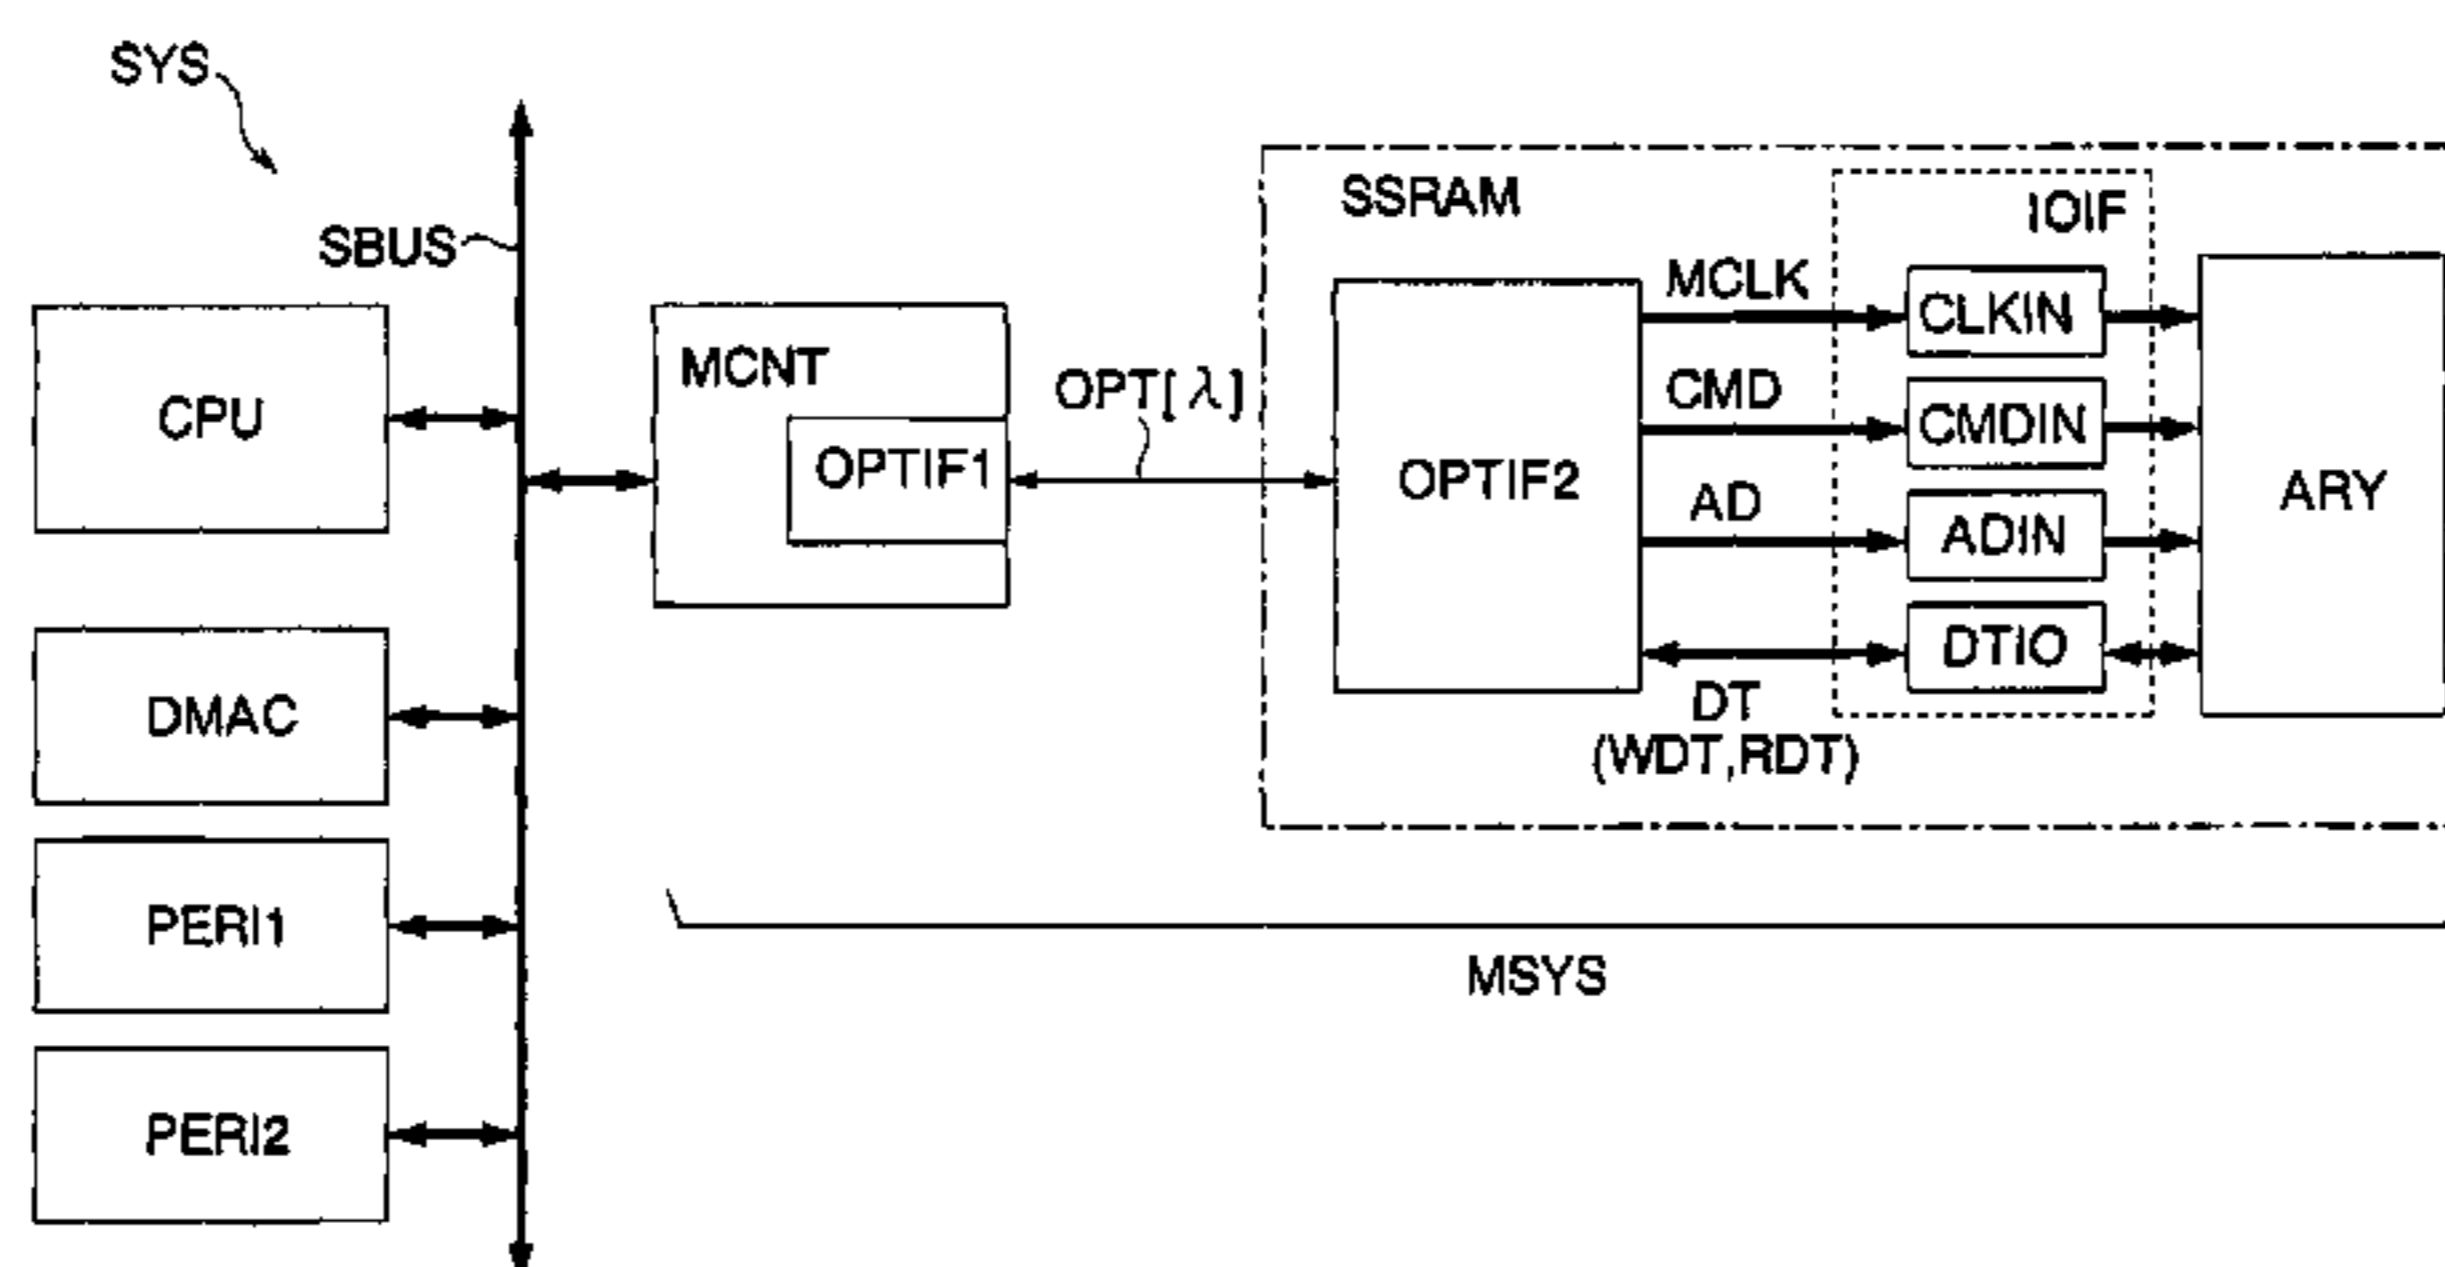 SYS
SBUS
CPU
DMAC
PERI1
PERI2
MCNT
OPTIF1
OPT[λ]
SSRAM
OPTIF2
MCLK
CMD
AD
DT
(WDT,RDT)
IOIF
CLKIN
CMDIN
ADIN
DTIO
ARY
MSYS